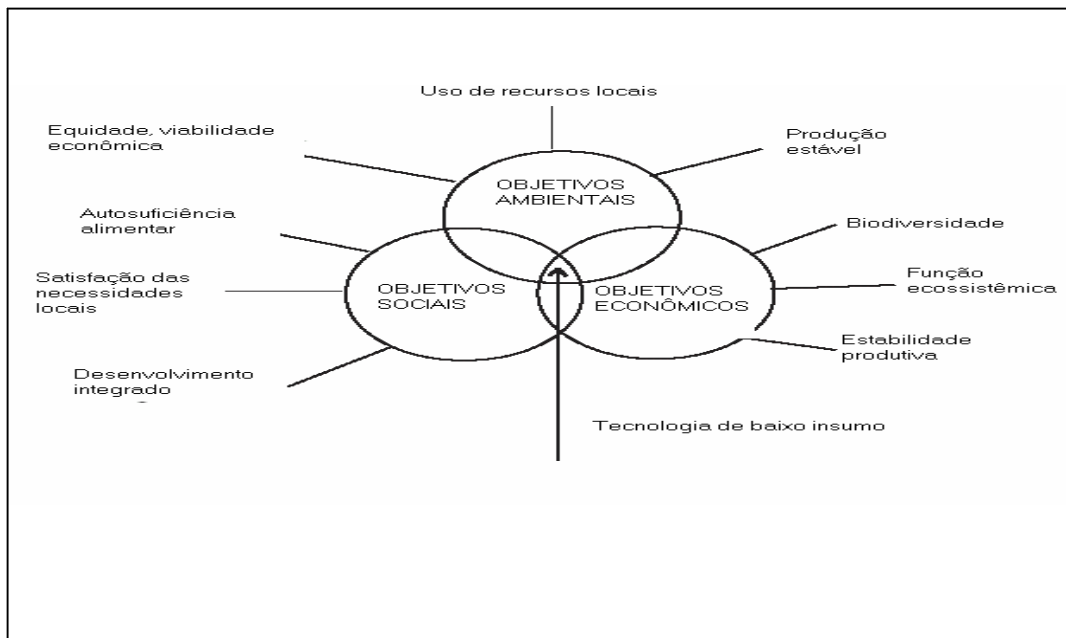 Uso de recursos locais
Equidade, viabilidade
econômica
Produção
estável
OBJETIVOS
AMBIENTAIS
Autosuficiência
alimentar
Biodiversidade
Satisfação das
necessidades
locais
OBJETIVOS
SOCIAIS
OBJETIVOS
ECONÔMICOS
Função
ecossistêmica
Estabilidade
produtiva
Desenvolvimento
integrado
Tecnologia de baixo insumo